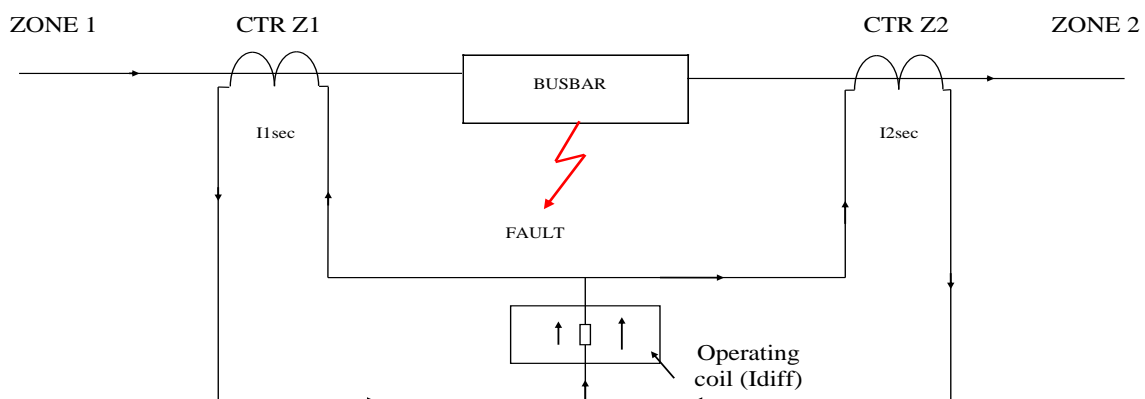 ZONE 1
CTR Z1
CTR Z2
ZONE 2
BUSBAR
I1sec
I2sec
FAULT
Operating
coil (Idiff)